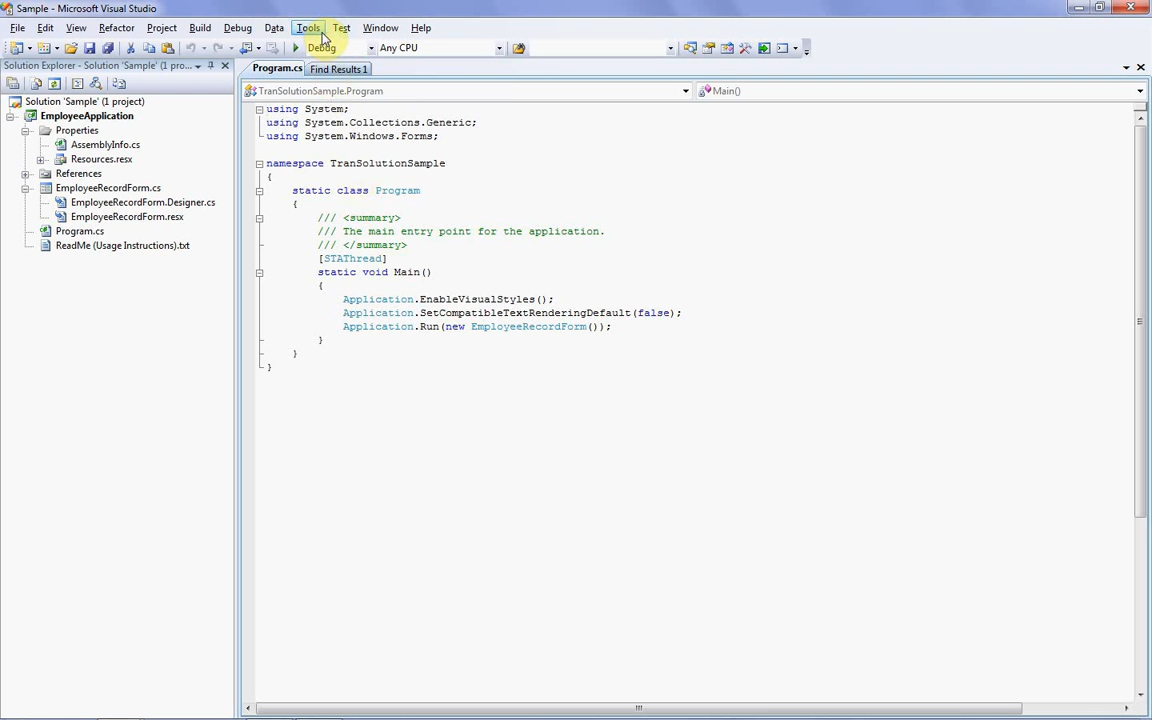 Sample - Microsoft Visual Studio
File Edit View Refactor Project Build Debug Data Tools Test Window Help
Debug Any CPU
Solution Explorer - Solution 'Sample' (1 pro...
Solution 'Sample' (1 project)
EmployeeApplication
Properties
AssemblyInfo.cs
Resources.resx
References
EmployeeRecordForm.cs
EmployeeRecordForm.Designer.cs
EmployeeRecordForm.resx
Program.cs
ReadMe (Usage Instructions).txt
Program.cs Find Results 1
TranSolutionSample.Program Main()
using System;
using System.Collections.Generic;
using System.Windows.Forms;
namespace TranSolutionSample
{
static class Program
{
/// <summary>
/// The main entry point for the application.
/// </summary>
[STAThread]
static void Main()
{
Application.EnableVisualStyles();
Application.SetCompatibleTextRenderingDefault(false);
Application.Run(new EmployeeRecordForm());
}
}
}